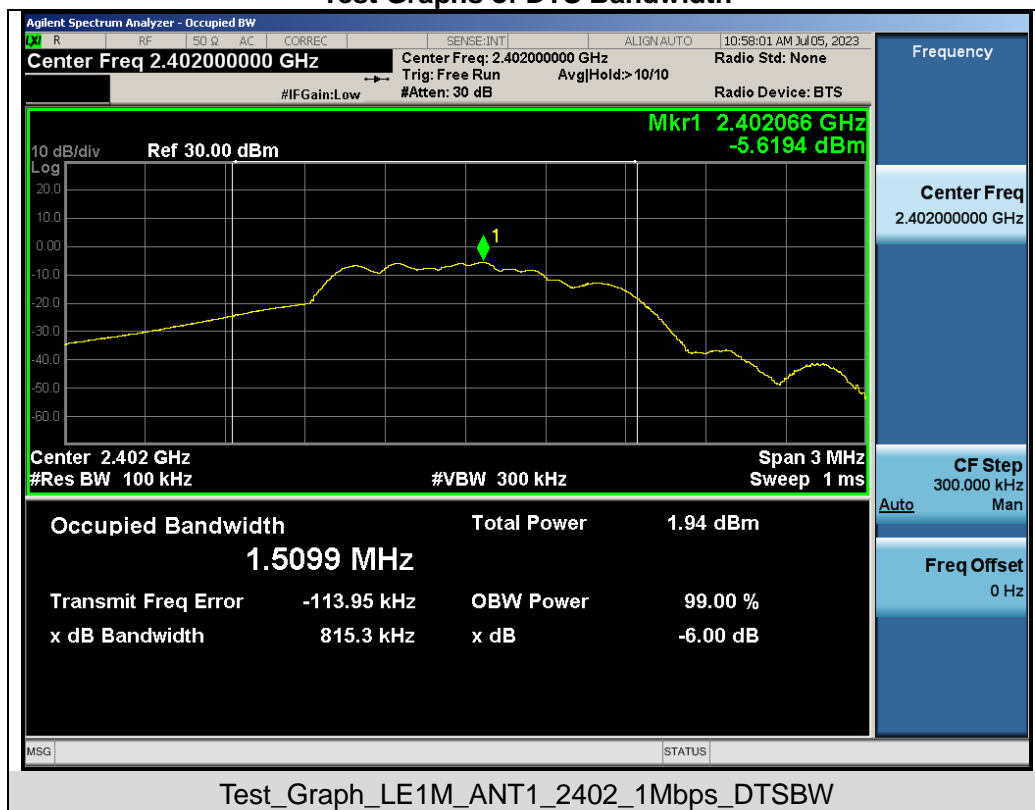 Test Graphs of DTS Bandwidth
Agilent Spectrum Analyzer - Occupied BW
LXI R RF 50 Ω AC CORREC SENSE:INT ALIGN AUTO 10:58:01 AM Jul 05, 2023
Center Freq 2.402000000 GHz
Center Freq: 2.402000000 GHz Radio Std: None
Trig: Free Run Avg|Hold:>10/10
#IFGain:Low #Atten: 30 dB Radio Device: BTS
Mkr1 2.402066 GHz
-5.6194 dBm
10 dB/div Ref 30.00 dBm
Log
20.0
10.0
0.00
-10.0
-20.0
-30.0
-40.0
-50.0
-60.0
1
Center 2.402 GHz Span 3 MHz
#Res BW 100 kHz #VBW 300 kHz Sweep 1 ms
Occupied Bandwidth Total Power 1.94 dBm
1.5099 MHz
Transmit Freq Error -113.95 kHz OBW Power 99.00 %
x dB Bandwidth 815.3 kHz x dB -6.00 dB
MSG STATUS
Frequency
Center Freq
2.402000000 GHz
CF Step
300.000 kHz
Auto Man
Freq Offset
0 Hz
Test_Graph_LE1M_ANT1_2402_1Mbps_DTSBW